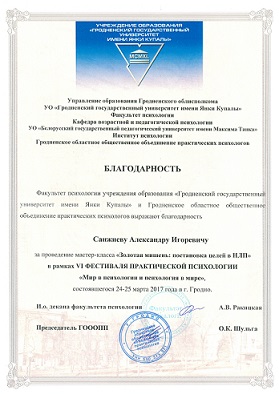 УЧРЕЖДЕНИЕ ОБРАЗОВАНИЯ
«ГРОДНЕНСКИЙ ГОСУДАРСТВЕННЫЙ
УНИВЕРСИТЕТ
ИМЕНИ ЯНКИ КУПАЛЫ»
MCMXL
Управление образования Гродненского облисполкома
УО «Гродненский государственный университет имени Янки Купалы»
Факультет психологии
Кафедра возрастной и педагогической психологии
УО «Белорусский государственный педагогический университет имени Максима Танка»
Институт психологии
Гродненское областное общественное объединение практических психологов
БЛАГОДАРНОСТЬ
Факультет психологии учреждения образования «Гродненский государственный
университет имени Янки Купалы» и Гродненское областное общественное
объединение практических психологов выражают благодарность
Санжиеву Александру Игоревичу
за проведение мастер-класса «Золотая мишень: постановка целей в НЛП»
в рамках VI ФЕСТИВАЛЯ ПРАКТИЧЕСКОЙ ПСИХОЛОГИИ
«Мир в психологии и психология в мире»,
состоявшегося 24-25 марта 2017 года в г. Гродно.
И.о. декана факультета психологии
А.В. Ракицкая
Председатель ГОООПП
О.К. Шульга